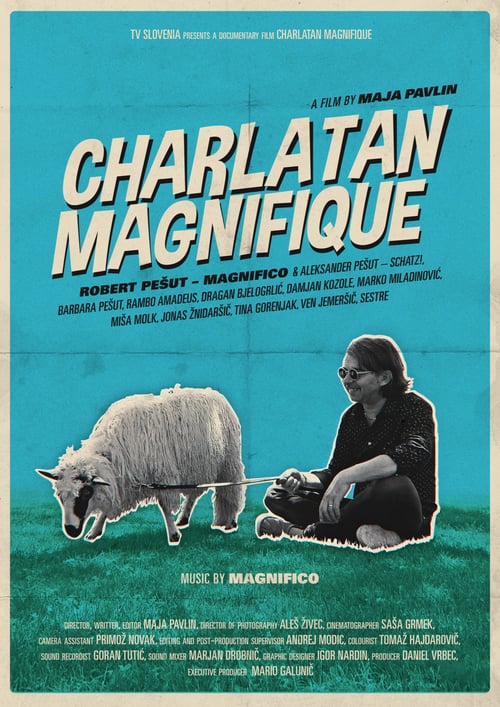 TV SLOVENIA PRESENTS A DOCUMENTARY FILM CHARLATAN MAGNIFIQUE
A FILM BY MAJA PAVLIN
CHARLATAN
MAGNIFIQUE
ROBERT PEŠUT – MAGNIFICO & ALEKSANDER PEŠUT – SCHATZI,
BARBARA PEŠUT, RAMBO AMADEUS, DRAGAN BJELOGRLIĆ, DAMJAN KOZOLE, MARKO MILADINOVIĆ,
MIŠA MOLK, JONAS ŽNIDARŠIČ, TINA GORENJAK, VEN JEMERŠIČ, SESTRE
MUSIC BY MAGNIFICO
DIRECTOR, WRITTER, EDITOR MAJA PAVLIN, DIRECTOR OF PHOTOGRAPHY ALEŠ ŽIVEC, CINEMATOGRAPHER SAŠA GRMEK,
CAMERA ASSISTANT PRIMOŽ NOVAK, EDITING AND POST-PRODUCTION SUPERVISOR ANDREJ MODIC, COLOURIST TOMAŽ HAJDAROVIČ,
SOUND RECORDIST GORAN TUTIĆ, SOUND MIXER MARJAN DROBNIČ, GRAPHIC DESIGNER IGOR NARDIN, PRODUCER DANIEL VRBEC,
EXECUTIVE PRODUCER MARIO GALUNIČ